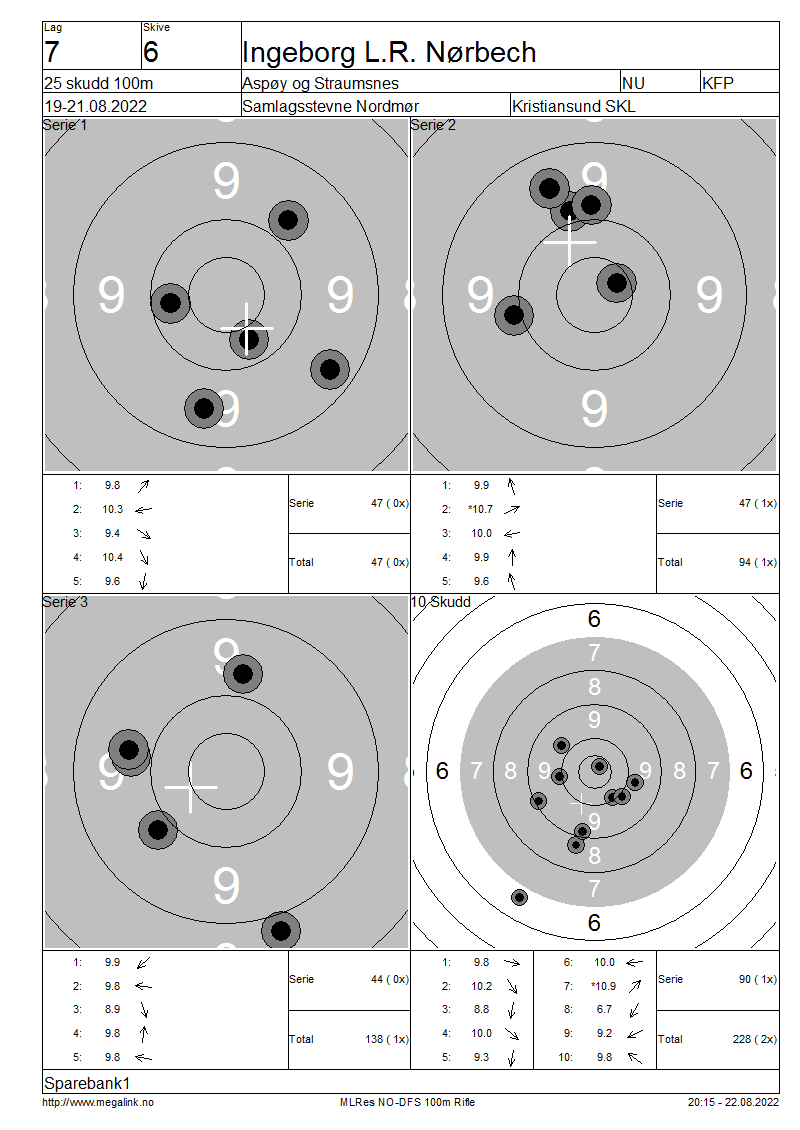 Lag Skive
7 6 Ingeborg L.R. Nørbech
25 skudd 100m Aspøy og Straumsnes NU KFP
19-21.08.2022 Samlagsstevne Nordmør Kristiansund SKL
Serie 1
9
9 9
9
8 8
Serie 2
9
9 9
9
8
1: 9.8
2: 10.3
3: 9.4
4: 10.4
5: 9.6
Serie 47 ( 0x)
Total 47 ( 0x)
1: 9.9
2: *10.7
3: 10.0
4: 9.9
5: 9.6
Serie 47 ( 1x)
Total 94 ( 1x)
Serie 3
9
9 9
9
10 Skudd
6
7
8
9
6 7 8 9 9 8 7 6
9
8
7
6
1: 9.9
2: 9.8
3: 8.9
4: 9.8
5: 9.8
Serie 44 ( 0x)
Total 138 ( 1x)
1: 9.8
2: 10.2
3: 8.8
4: 10.0
5: 9.3
6: 10.0
7: *10.9
8: 6.7
9: 9.2
10: 9.8
Serie 90 ( 1x)
Total 228 ( 2x)
Sparebank1
http://www.megalink.no MLRes NO-DFS 100m Rifle 20:15 - 22.08.2022